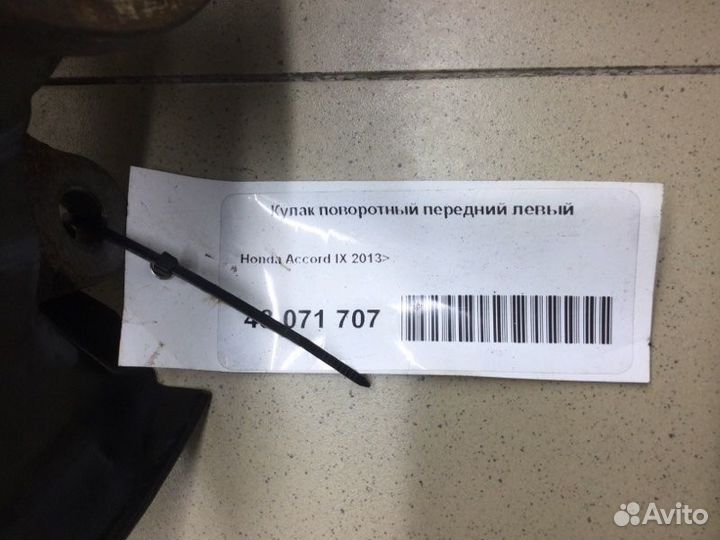 Кулак поворотный передний левый
Honda Accord IX 2013>
071 707
Avito